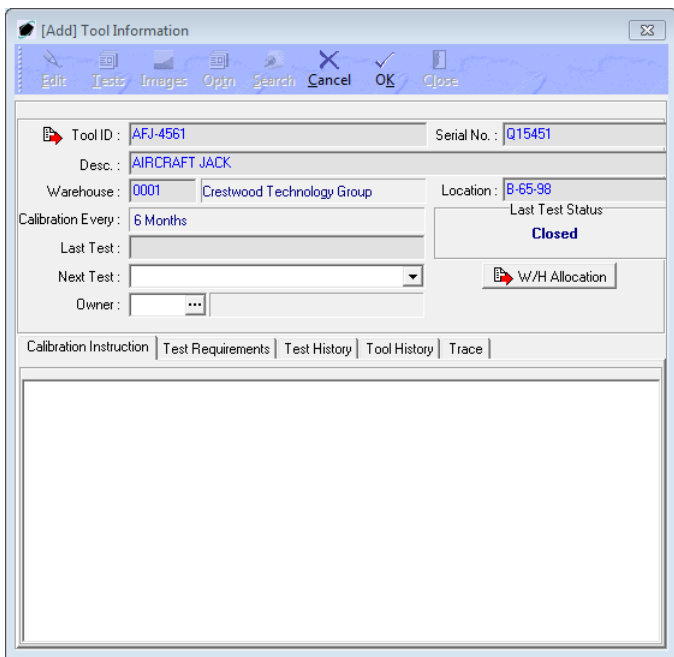 [Add] Tool Information
Edit Tests Images Optn Search Cancel OK Close
Tool ID : AFJ-4561 Serial No. : Q15451
Desc. : AIRCRAFT JACK
Warehouse : 0001 Crestwood Technology Group Location : B-65-98
Calibration Every : 6 Months Last Test Status
Closed
Last Test :
Next Test : W/H Allocation
Owner : ...
Calibration Instruction Test Requirements Test History Tool History Trace